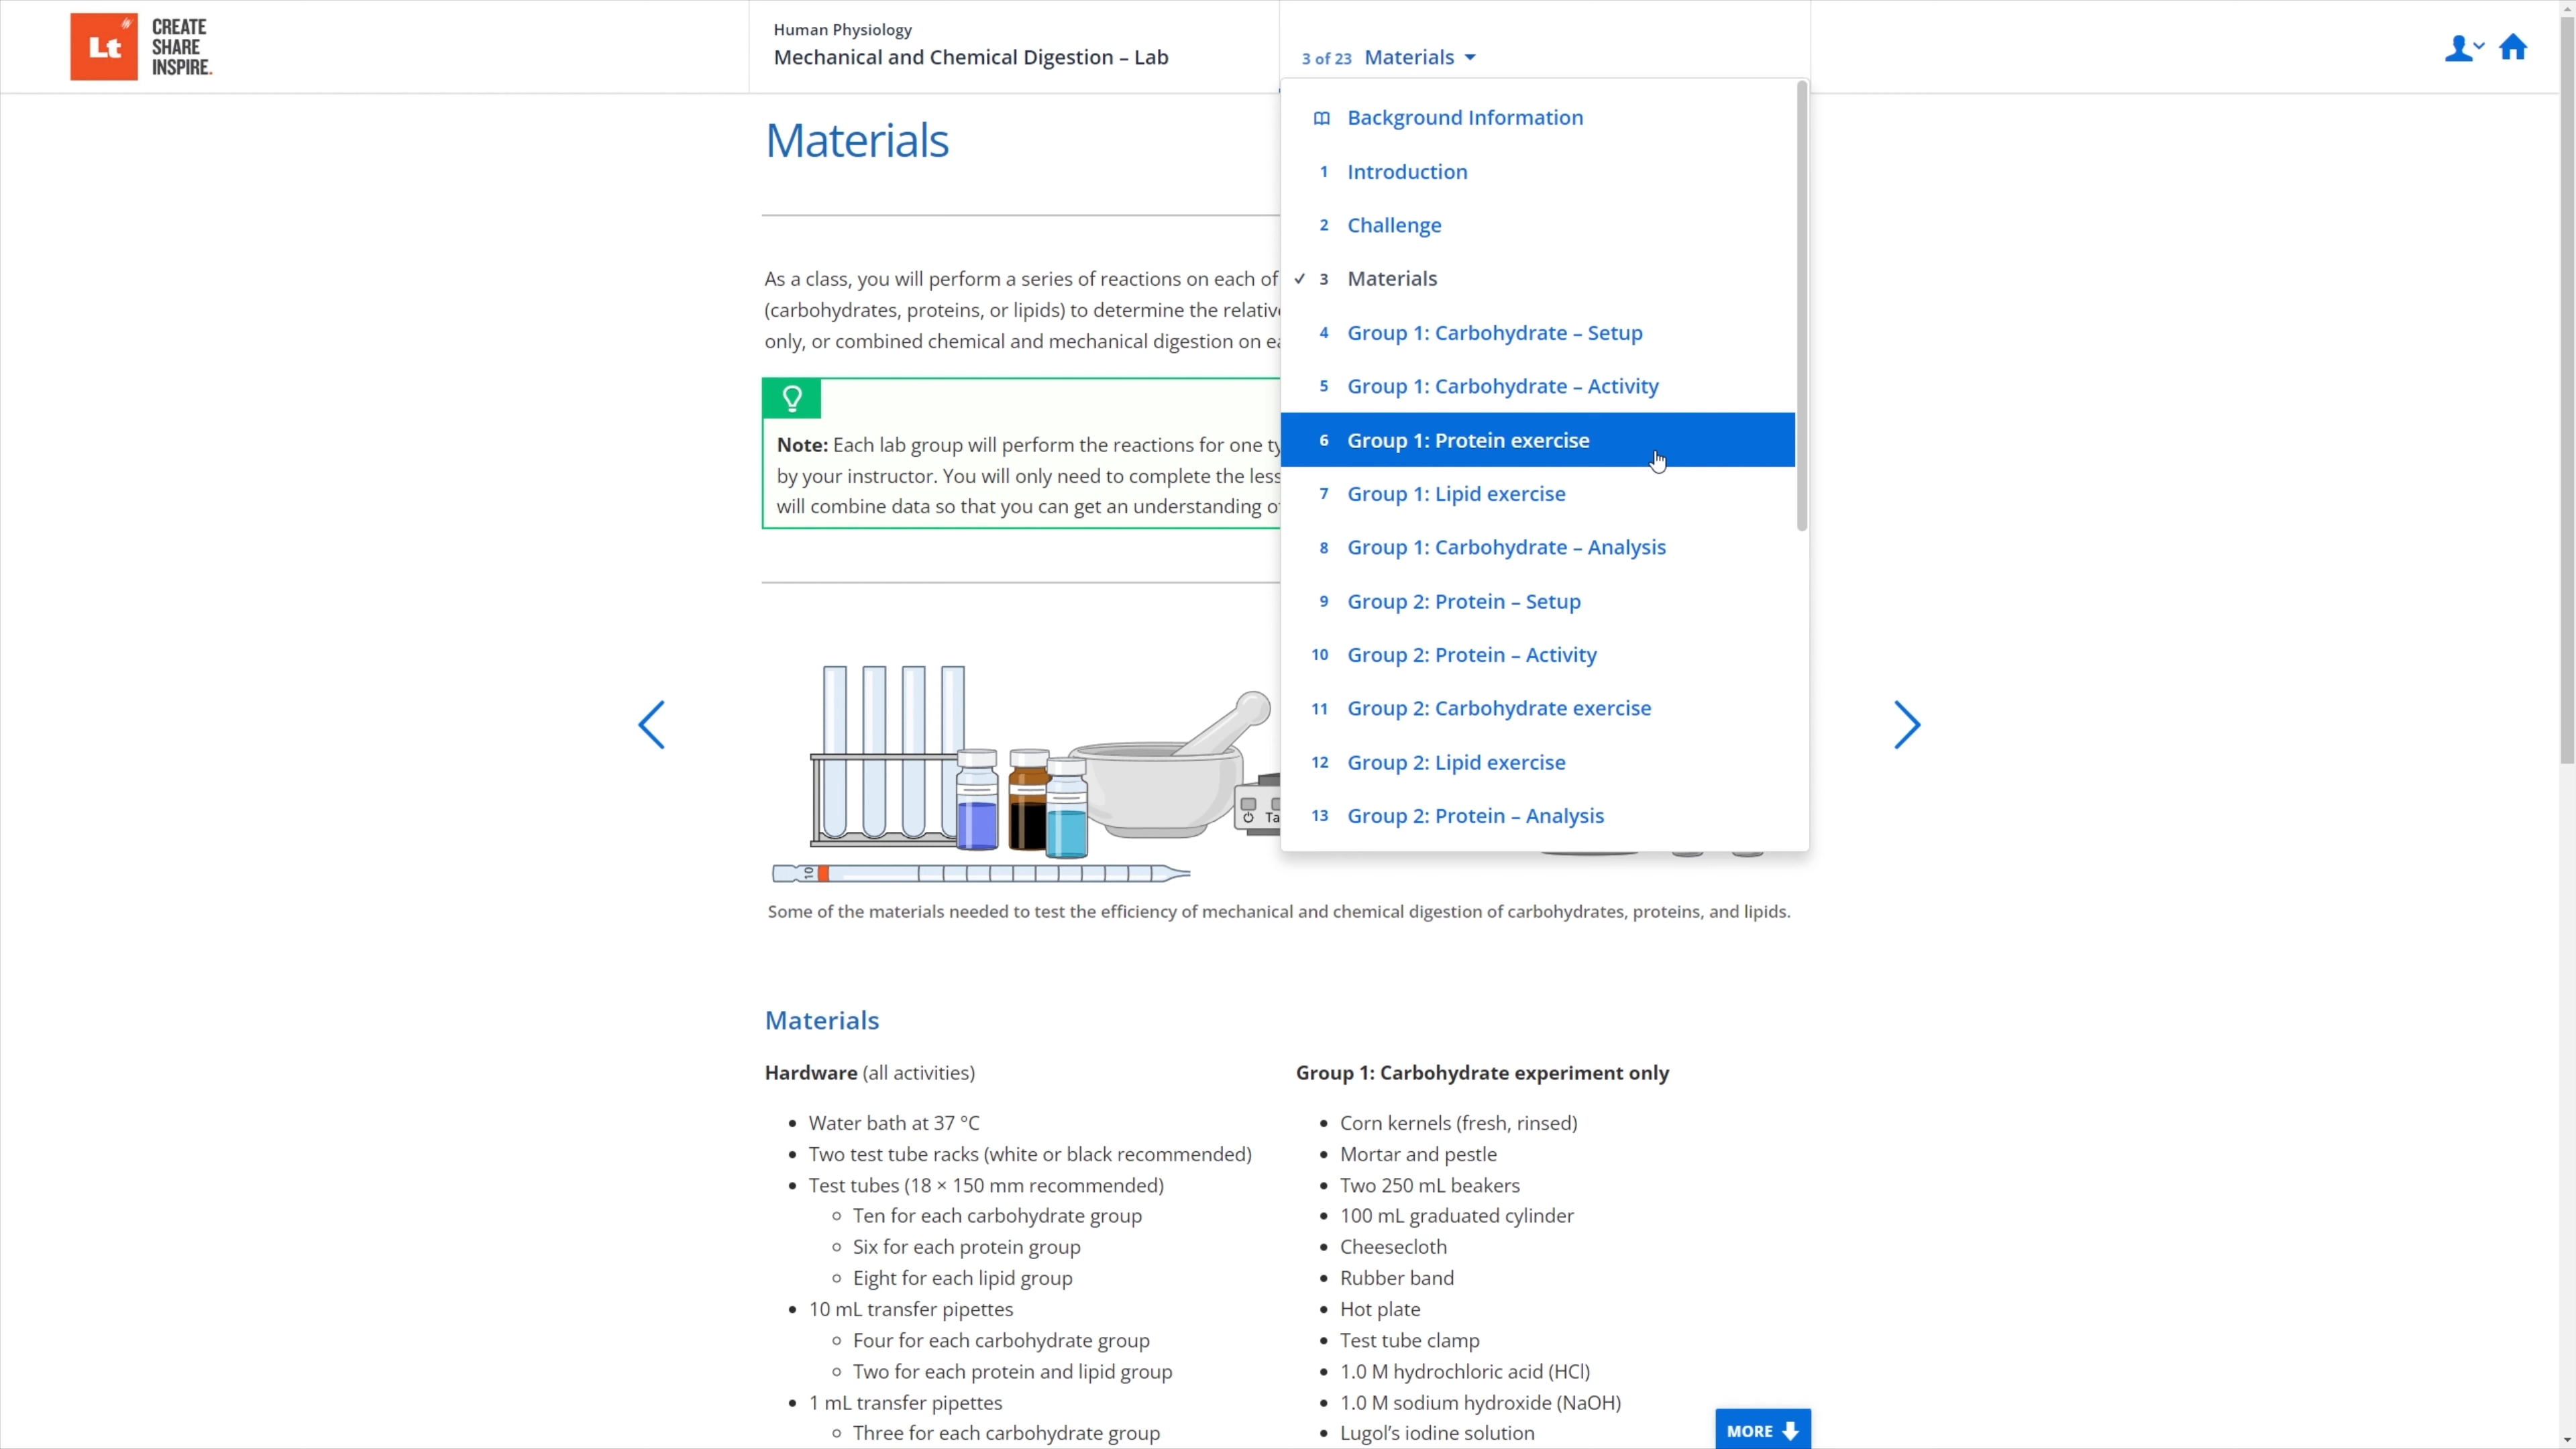 Lt
CREATE
SHARE
INSPIRE.
Human Physiology
Mechanical and Chemical Digestion – Lab
3 of 23 Materials
Background Information
1 Introduction
2 Challenge
3 Materials
4 Group 1: Carbohydrate – Setup
5 Group 1: Carbohydrate – Activity
6 Group 1: Protein exercise
7 Group 1: Lipid exercise
8 Group 1: Carbohydrate – Analysis
9 Group 2: Protein – Setup
10 Group 2: Protein – Activity
11 Group 2: Carbohydrate exercise
12 Group 2: Lipid exercise
13 Group 2: Protein – Analysis
Materials
As a class, you will perform a series of reactions on each of
(carbohydrates, proteins, or lipids) to determine the
only, or combined chemical and mechanical digestion on
Note: Each lab group will perform the reactions for one
by your instructor. You will only need to complete the
will combine data so that you can get an understanding
10
Some of the materials needed to test the efficiency of mechanical and chemical digestion of carbohydrates, proteins, and lipids.
Materials
Hardware (all activities)
• Water bath at 37 °C
• Two test tube racks (white or black recommended)
• Test tubes (18 × 150 mm recommended)
◦ Ten for each carbohydrate group
◦ Six for each protein group
◦ Eight for each lipid group
• 10 mL transfer pipettes
◦ Four for each carbohydrate group
◦ Two for each protein and lipid group
• 1 mL transfer pipettes
◦ Three for each carbohydrate group
Group 1: Carbohydrate experiment only
• Corn kernels (fresh, rinsed)
• Mortar and pestle
• Two 250 mL beakers
• 100 mL graduated cylinder
• Cheesecloth
• Rubber band
• Hot plate
• Test tube clamp
• 1.0 M hydrochloric acid (HCl)
• 1.0 M sodium hydroxide (NaOH)
• Lugol’s iodine solution
MORE